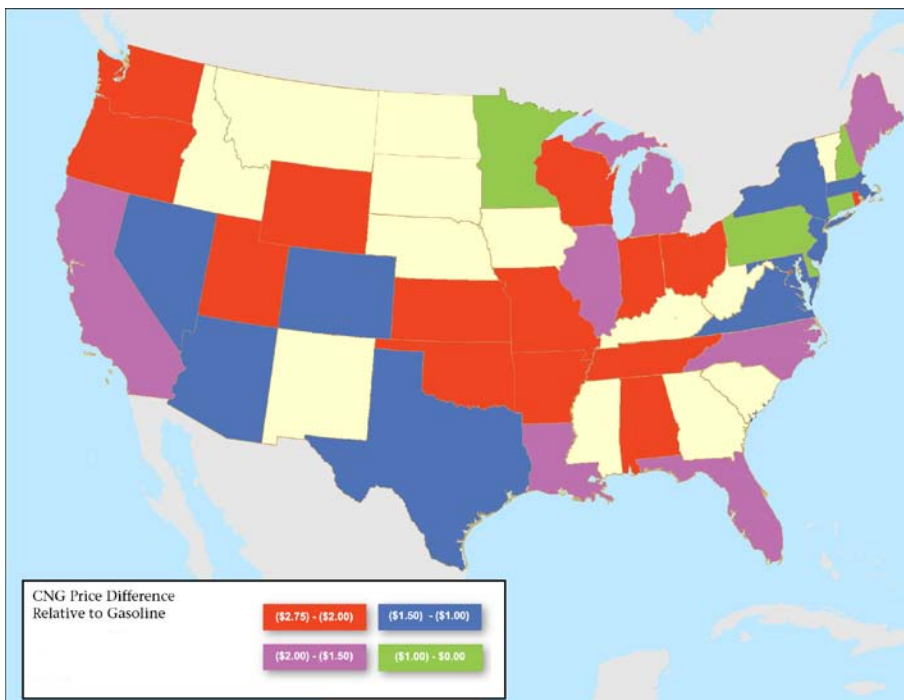 CNG Price Difference
Relative to Gasoline
($2.75) - ($2.00)
($1.50) - ($1.00)
($2.00) - ($1.50)
($1.00) - $0.00